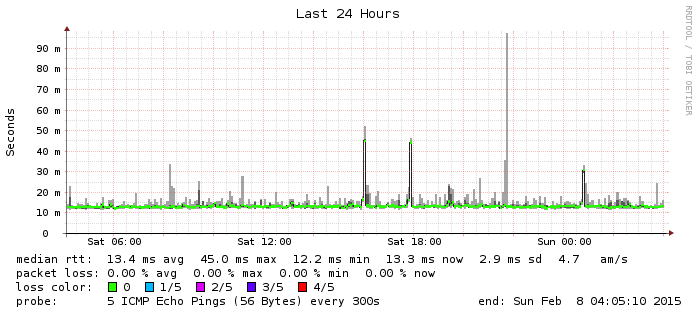 Last 24 Hours
RRDTOOL / TOBI OETIKER
Seconds
90 m
80 m
70 m
60 m
50 m
40 m
30 m
20 m
10 m
0
Sat 06:00 Sat 12:00 Sat 18:00 Sun 00:00
median rtt: 13.4 ms avg 45.0 ms max 12.2 ms min 13.3 ms now 2.9 ms sd 4.7 am/s
packet loss: 0.00 % avg 0.00 % max 0.00 % min 0.00 % now
loss color: 0 1/5 2/5 3/5 4/5
probe: 5 ICMP Echo Pings (56 Bytes) every 300s end: Sun Feb 8 04:05:10 2015